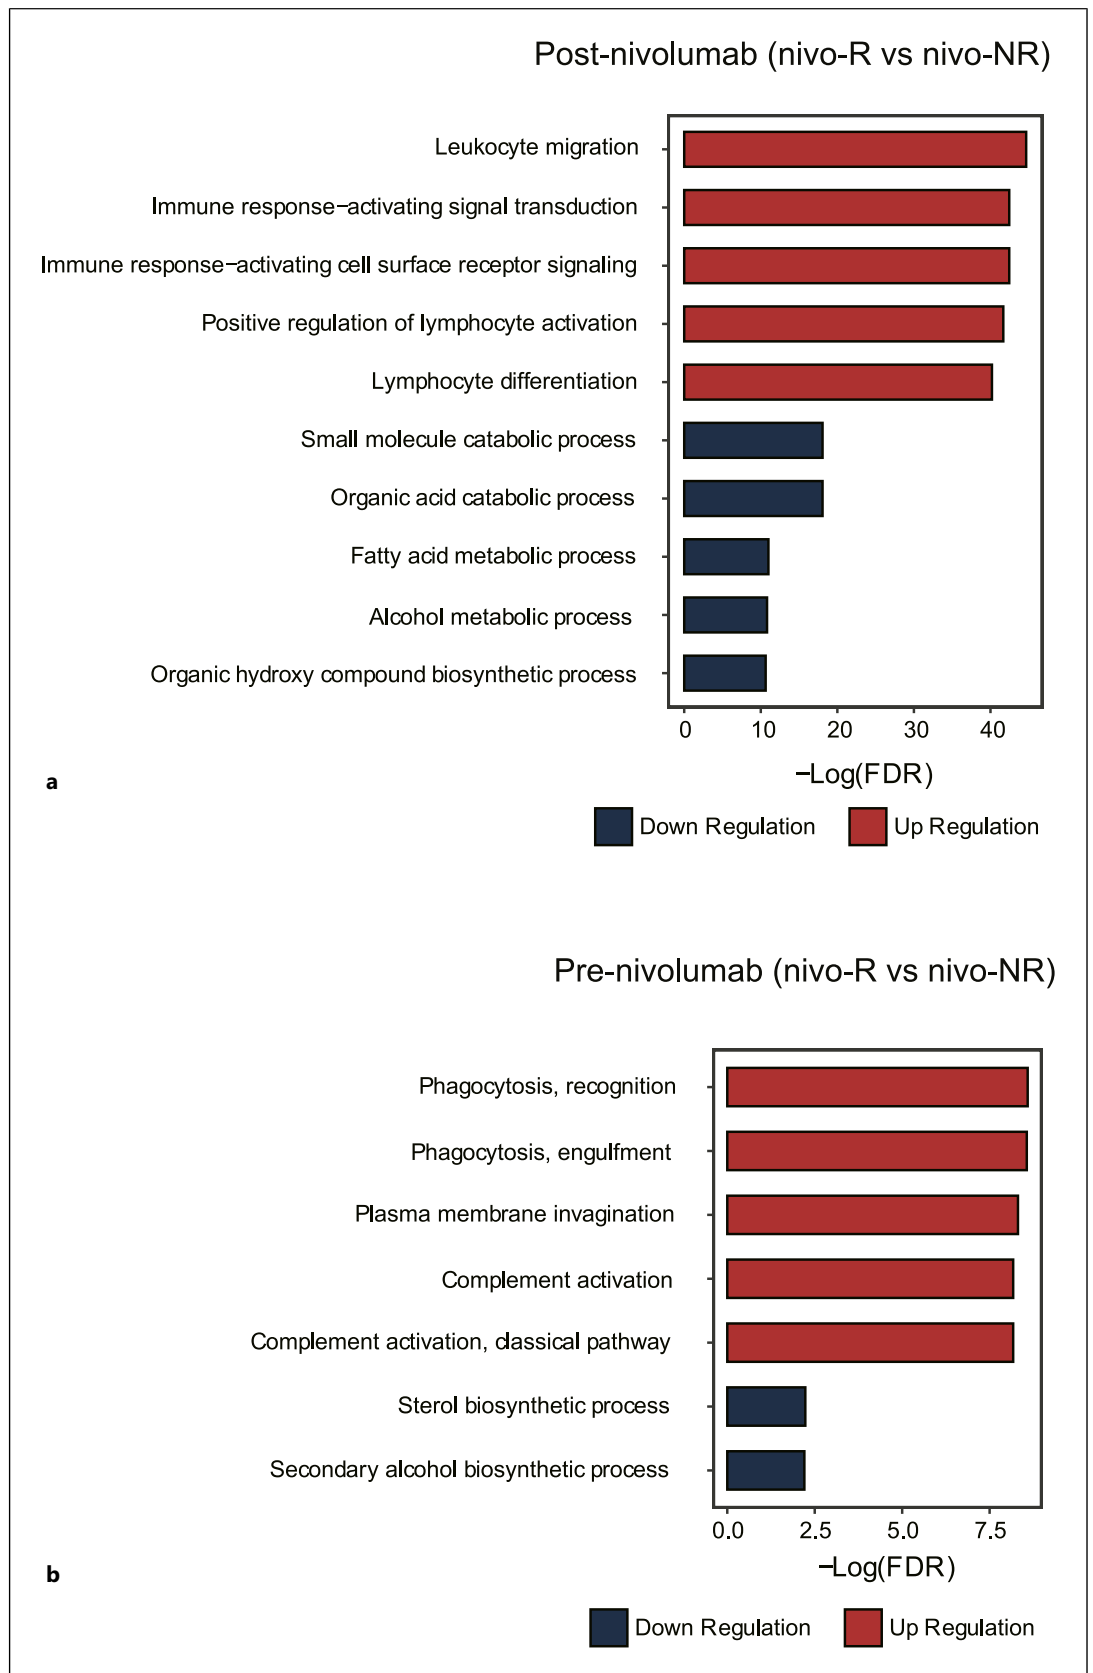 Post-nivolumab (nivo-R vs nivo-NR)
Leukocyte migration
Immune response−activating signal transduction
Immune response−activating cell surface receptor signaling
Positive regulation of lymphocyte activation
Lymphocyte differentiation
Small molecule catabolic process
Organic acid catabolic process
Fatty acid metabolic process
Alcohol metabolic process
Organic hydroxy compound biosynthetic process
0 10 20 30 40
−Log(FDR)
a
Down Regulation Up Regulation
Pre-nivolumab (nivo-R vs nivo-NR)
Phagocytosis, recognition
Phagocytosis, engulfment
Plasma membrane invagination
Complement activation
Complement activation, classical pathway
Sterol biosynthetic process
Secondary alcohol biosynthetic process
0.0 2.5 5.0 7.5
−Log(FDR)
b
Down Regulation Up Regulation